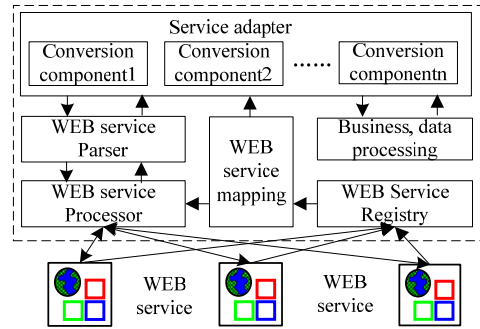 Service adapter
Conversion
component1
Conversion
component2
......
Conversion
componentn
WEB service
Parser
WEB
service
mapping
Business, data
processing
WEB service
Processor
WEB Service
Registry
WEB
service
WEB
service